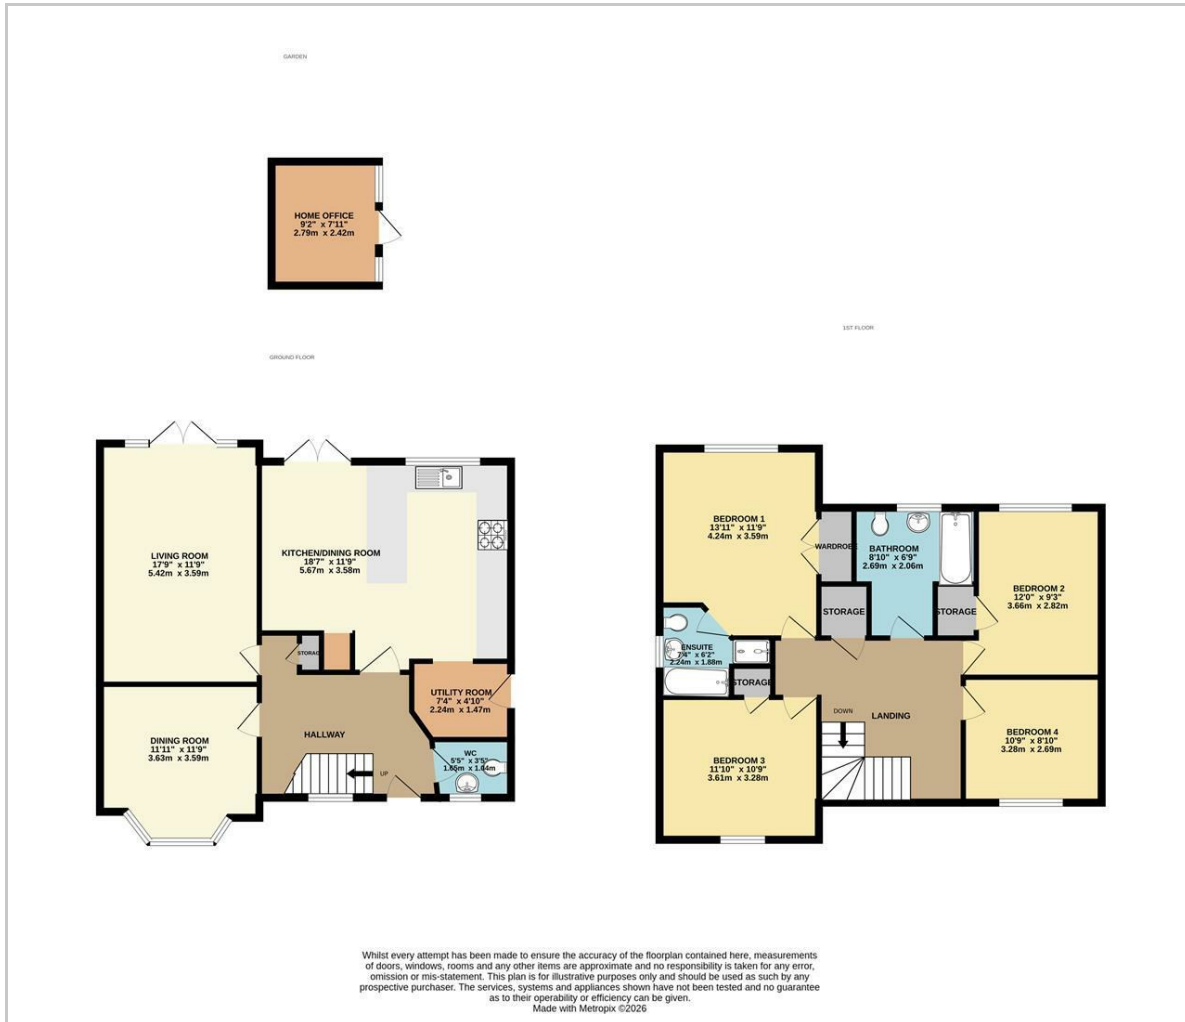 GARDEN
HOME OFFICE
9'2" x 7'11"
2.79m x 2.42m
GROUND FLOOR
LIVING ROOM
17'9" x 11'9"
5.42m x 3.59m
KITCHEN/DINING ROOM
18'7" x 11'9"
5.67m x 3.58m
STORAG
UTILITY ROOM
7'4" x 4'10"
2.24m x 1.47m
DINING ROOM
11'11" x 11'9"
3.63m x 3.59m
HALLWAY
UP
WC
5'5" x 3'5"
1.65m x 1.04m
1ST FLOOR
BEDROOM 1
13'11" x 11'9"
4.24m x 3.59m
WARDROBE
BATHROOM
8'10" x 6'9"
2.69m x 2.06m
BEDROOM 2
12'0" x 9'3"
3.66m x 2.82m
STORAGE
STORAGE
ENSUITE
7'4" x 6'2"
2.24m x 1.88m
STORAGE
DOWN
LANDING
BEDROOM 3
11'10" x 10'9"
3.61m x 3.28m
BEDROOM 4
10'9" x 8'10"
3.28m x 2.69m
Whilst every attempt has been made to ensure the accuracy of the floorplan contained here, measurements
of doors, windows, rooms and any other items are approximate and no responsibility is taken for any error,
omission or mis-statement. This plan is for illustrative purposes only and should be used as such by any
prospective purchaser. The services, systems and appliances shown have not been tested and no guarantee
as to their operability or efficiency can be given.
Made with Metropix ©2026